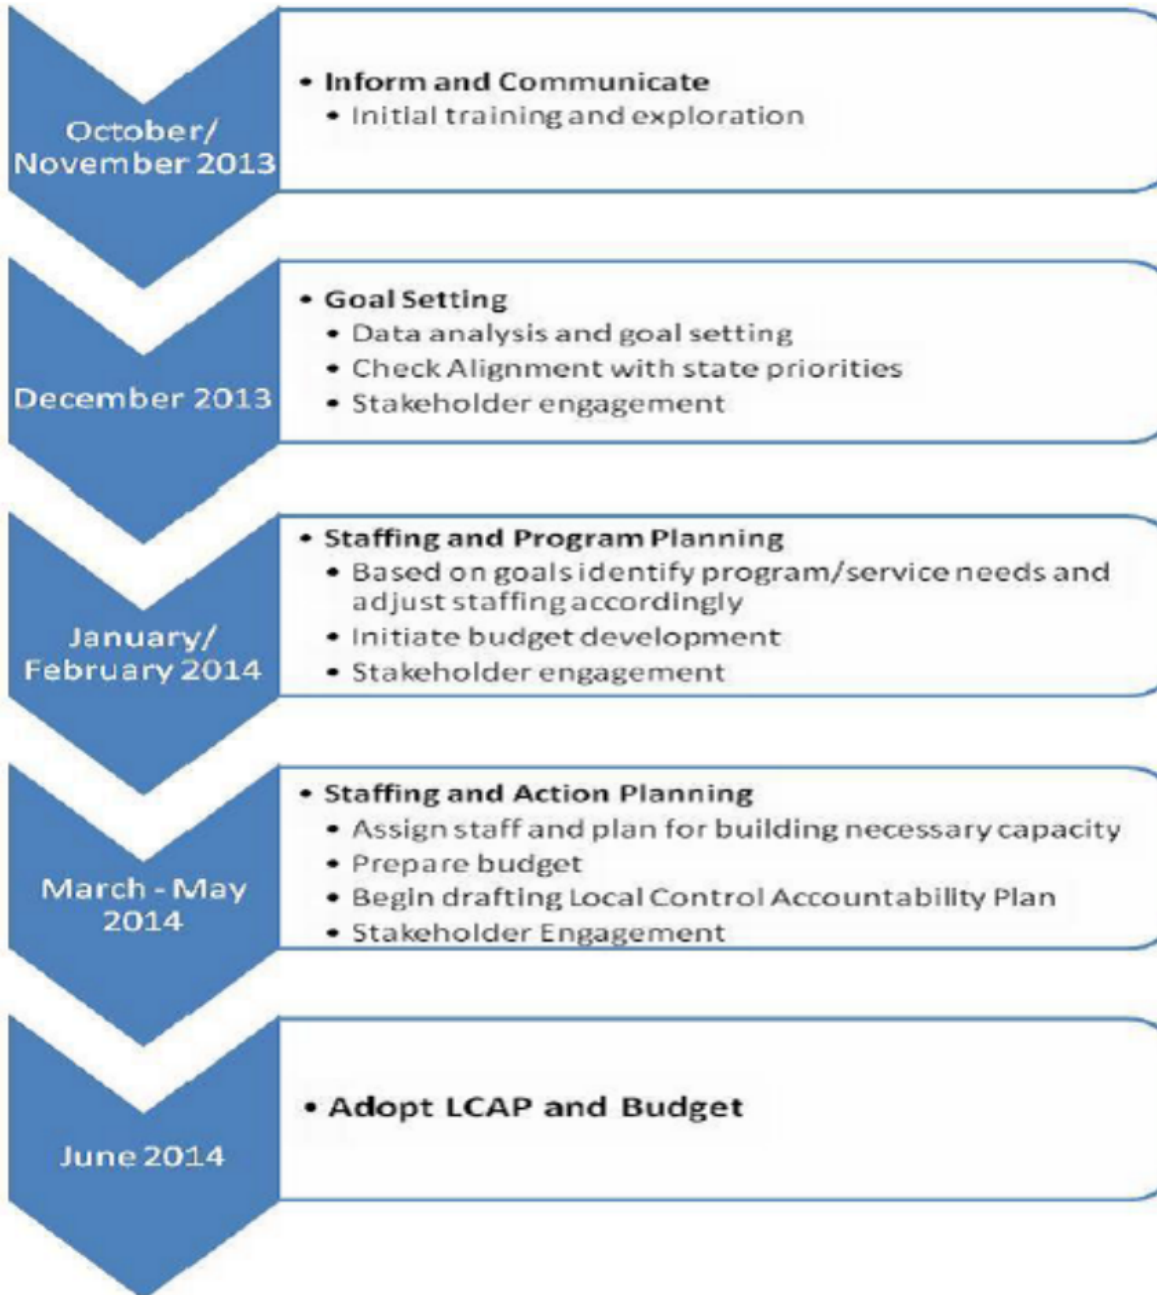 October/
November 2013
• Inform and Communicate
• Initial training and exploration
December 2013
• Goal Setting
• Data analysis and goal setting
• Check Alignment with state priorities
• Stakeholder engagement
January/
February 2014
• Staffing and Program Planning
• Based on goals identify program/service needs and
adjust staffing accordingly
• Initiate budget development
• Stakeholder engagement
March - May
2014
• Staffing and Action Planning
• Assign staff and plan for building necessary capacity
• Prepare budget
• Begin drafting Local Control Accountability Plan
• Stakeholder Engagement
June 2014
• Adopt LCAP and Budget